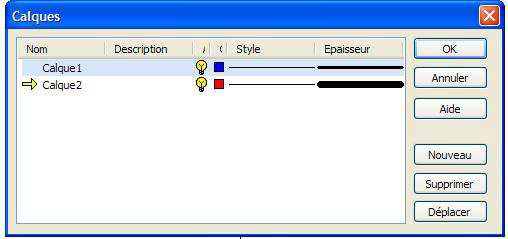 Calques
Nom Description Style Epaisseur
Calque1
Calque2
OK
Annuler
Aide
Nouveau
Supprimer
Déplacer